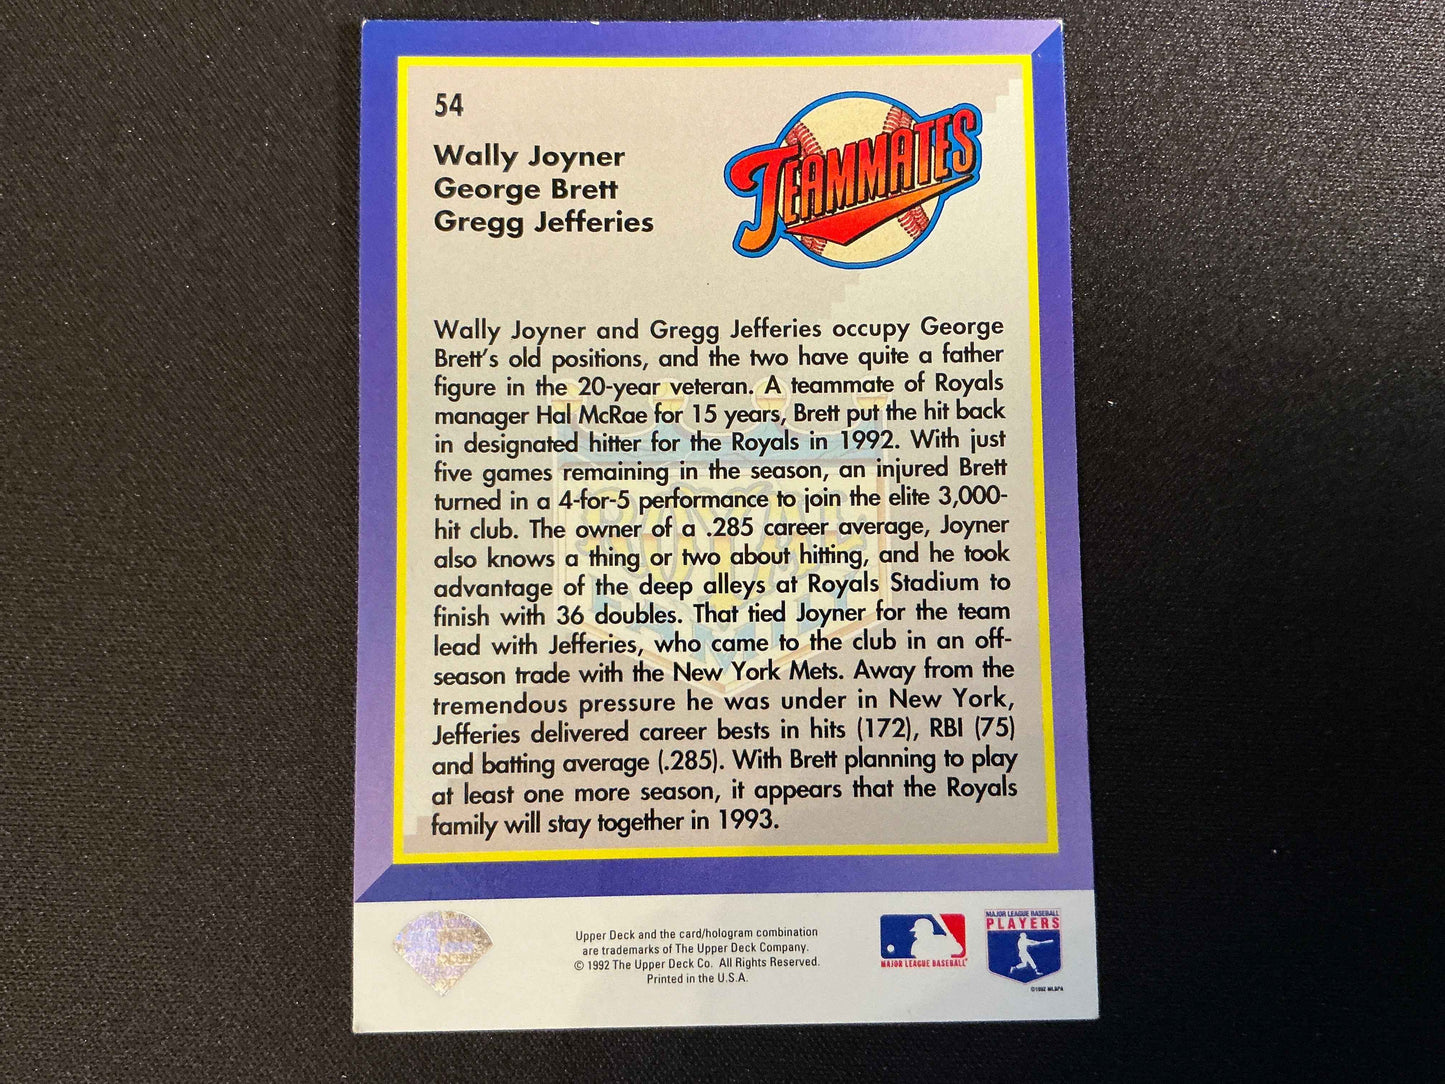 54
TEAMMATES
Wally Joyner
George Brett
Gregg Jefferies
Wally Joyner and Gregg Jefferies occupy George
Brett's old positions, and the two have quite a father
figure in the 20-year veteran. A teammate of Royals
manager Hal McRae for 15 years, Brett put the hit back
in designated hitter for the Royals in 1992. With just
five games remaining in the season, an injured Brett
turned in a 4-for-5 performance to join the elite 3,000-
hit club. The owner of a .285 career average, Joyner
also knows a thing or two about hitting, and he took
advantage of the deep alleys at Royals Stadium to
finish with 36 doubles. That tied Joyner for the team
lead with Jefferies, who came to the club in an off-
season trade with the New York Mets. Away from the
tremendous pressure he was under in New York,
Jefferies delivered career bests in hits (172), RBI (75)
and batting average (.285). With Brett planning to play
at least one more season, it appears that the Royals
family will stay together in 1993.
ROYAL
FAMILY
Upper Deck and the card/hologram combination
are trademarks of The Upper Deck Company.
© 1992 The Upper Deck Co. All Rights Reserved.
Printed in the U.S.A.
MAJOR LEAGUE BASEBALL
MAJOR LEAGUE BASEBALL
PLAYERS
©1992 MLBPA